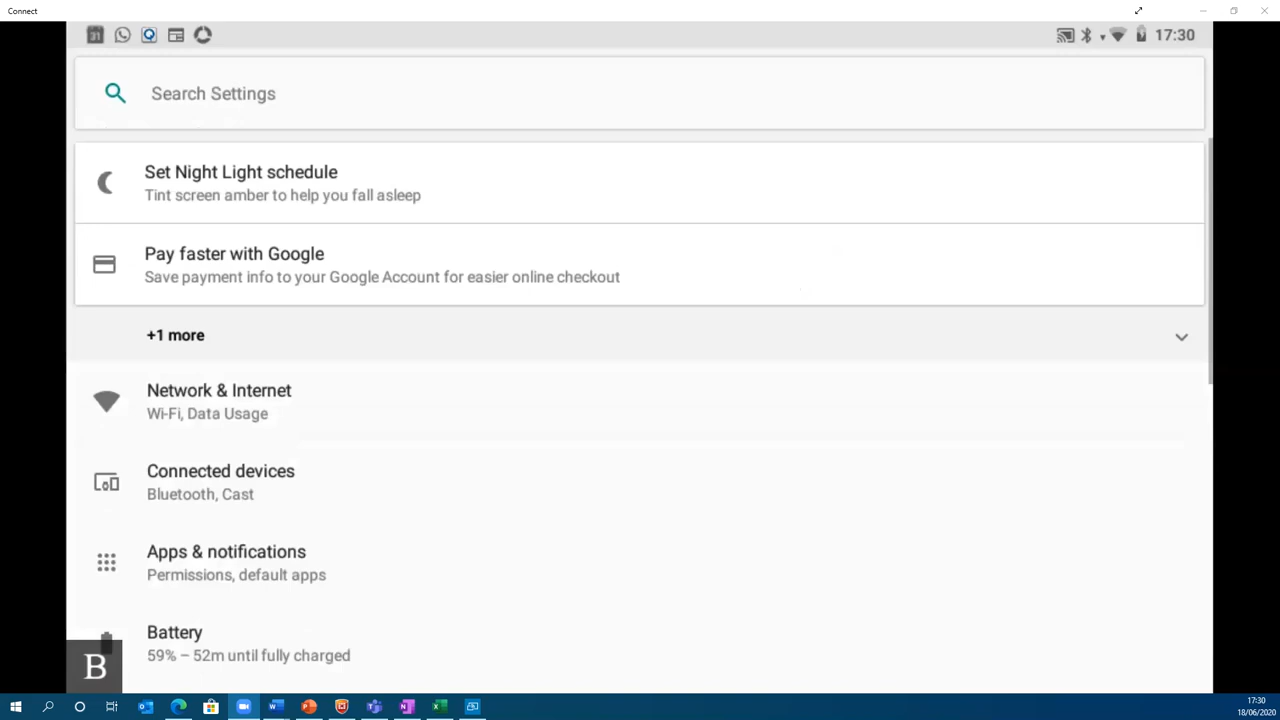 Connect
31
17:30
Search Settings
Set Night Light schedule
Tint screen amber to help you fall asleep
Pay faster with Google
Save payment info to your Google Account for easier online checkout
+1 more
Network & Internet
Wi-Fi, Data Usage
Connected devices
Bluetooth, Cast
Apps & notifications
Permissions, default apps
Battery
59% – 52m until fully charged
B
17:30
18/06/2020